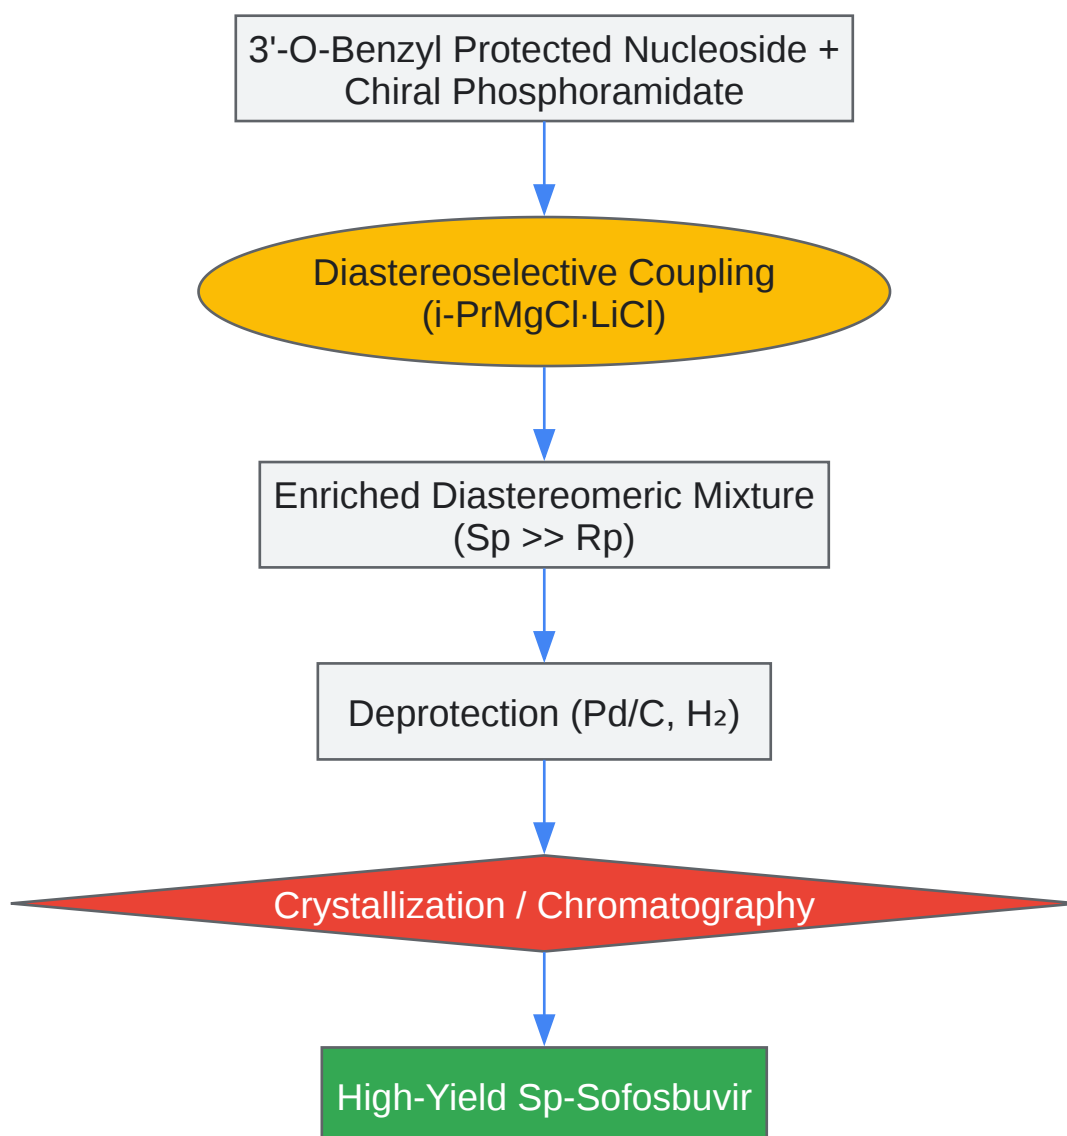 3'-O-Benzyl Protected Nucleoside +
Chiral Phosphoramidate
Diastereoselective Coupling
(i-PrMgCl·LiCl)
Enriched Diastereomeric Mixture
(Sp >> Rp)
Deprotection (Pd/C, H₂)
Crystallization / Chromatography
High-Yield Sp-Sofosbuvir